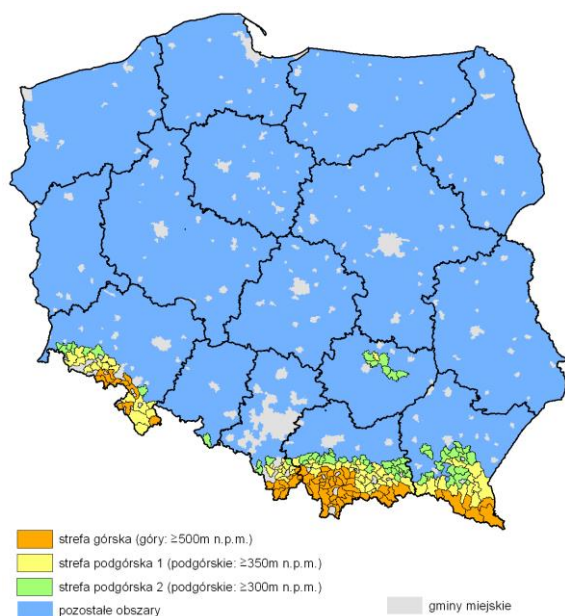 strefa górska (góry: ≥500m n.p.m.)
strefa podgórska 1 (podgórskie: ≥350m n.p.m.)
strefa podgórska 2 (podgórskie: ≥300m n.p.m.)
pozostałe obszary
gminy miejskie